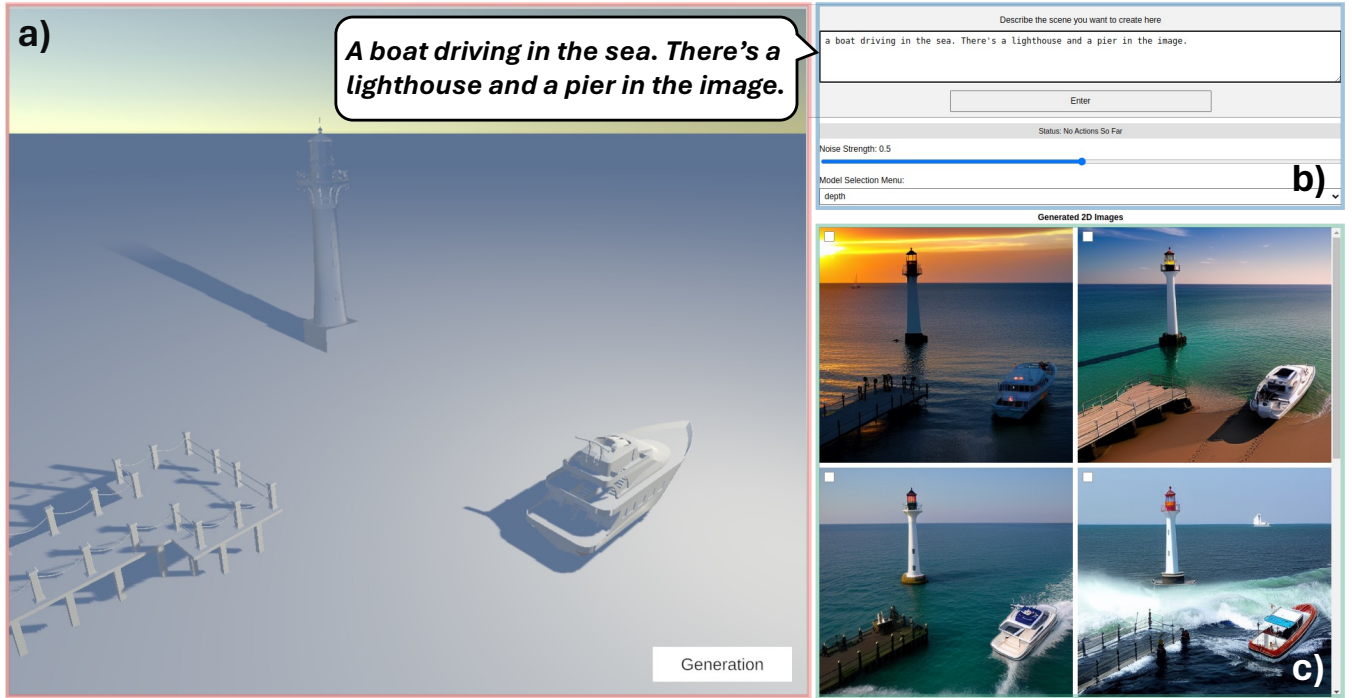 a)
A boat driving in the sea. There's a
lighthouse and a pier in the image.
Generation
Describe the scene you want to create here
a boat driving in the sea. There's a lighthouse and a pier in the image.
Enter
Status: No Actions So Far
Noise Strength: 0.5
Model Selection Menu:
b)
depth
Generated 2D Images
c)